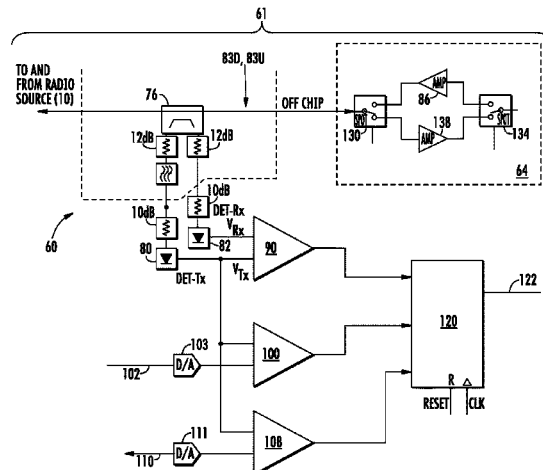 61
TO AND
FROM RADIO
SOURCE (10)
83D, 83U
76
OFF CHIP
AMP
86
AMP
138
SPDT
130
SPST
134
64
12dB
12dB
10dB
10dB
60
DET-Rx
VRx
82
80
VTx
DET-Tx
90
103
102
D/A
100
111
110
D/A
108
120
122
R
RESET
CLK